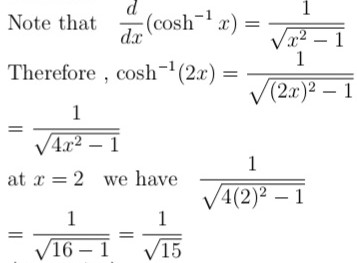 Note that d/dx (cosh⁻¹ x) = 1/√(x² − 1)
Therefore , cosh⁻¹(2x) = 1/√((2x)² − 1)
= 1/√(4x² − 1)
at x = 2 we have 1/√(4(2)² − 1)
= 1/√(16 − 1) = 1/√15